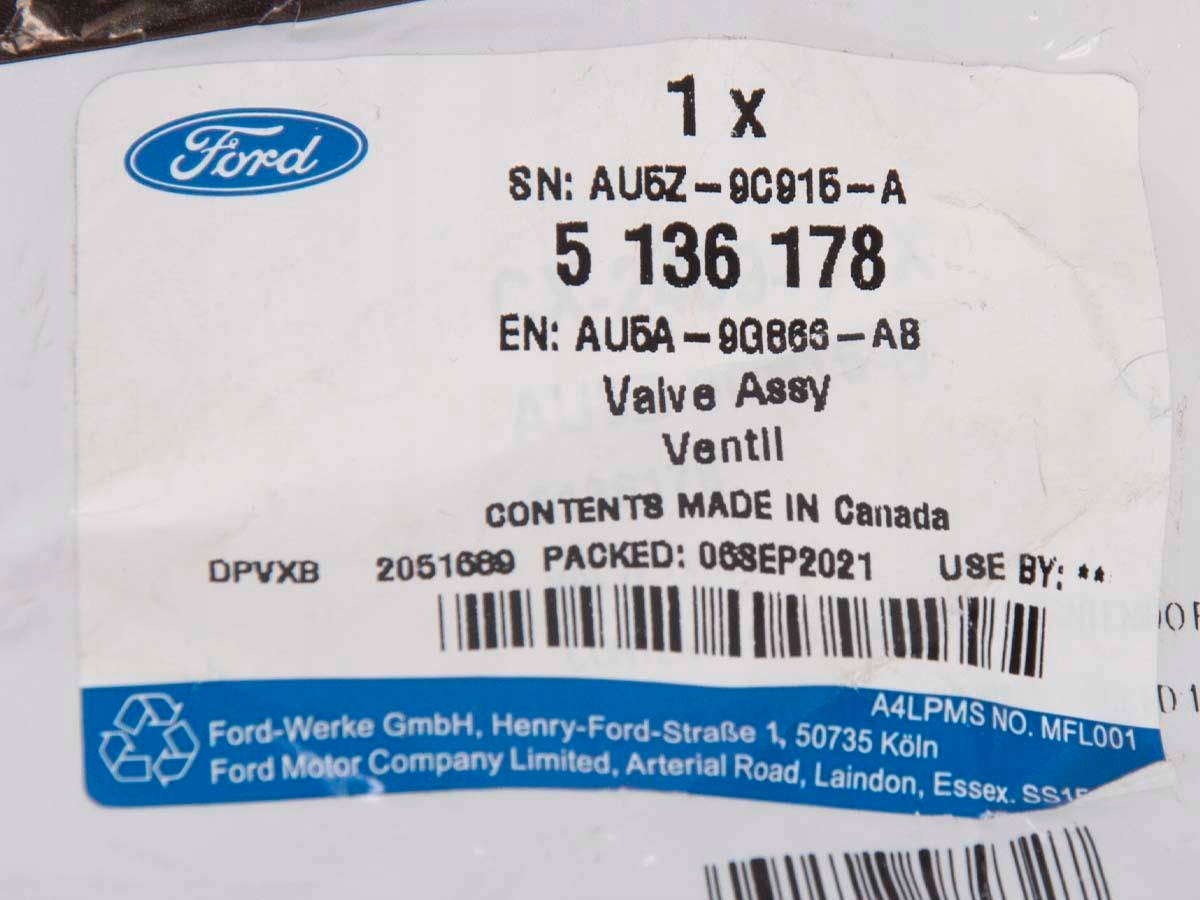 Ford
1 x
SN: AU5Z-9C915-A
5 136 178
EN: AU5A-9G866-AB
Valve Assy
Ventil
CONTENTS MADE IN Canada
DPVXB 2051689 PACKED: 06SEP2021 USE BY: **
A4LPMS NO. MFL001
Ford-Werke GmbH, Henry-Ford-Straße 1, 50735 Köln
Ford Motor Company Limited, Arterial Road, Laindon, Essex. SS15